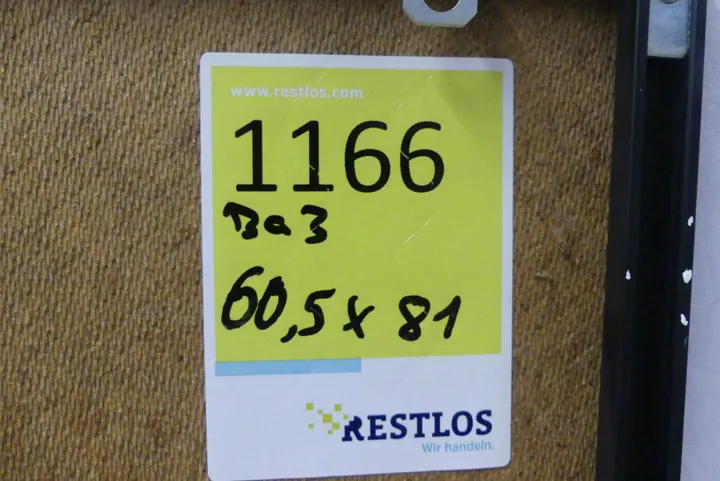 www.restlos.com
1166
Ba3
60,5 x 81
RESTLOS
Wir handeln.